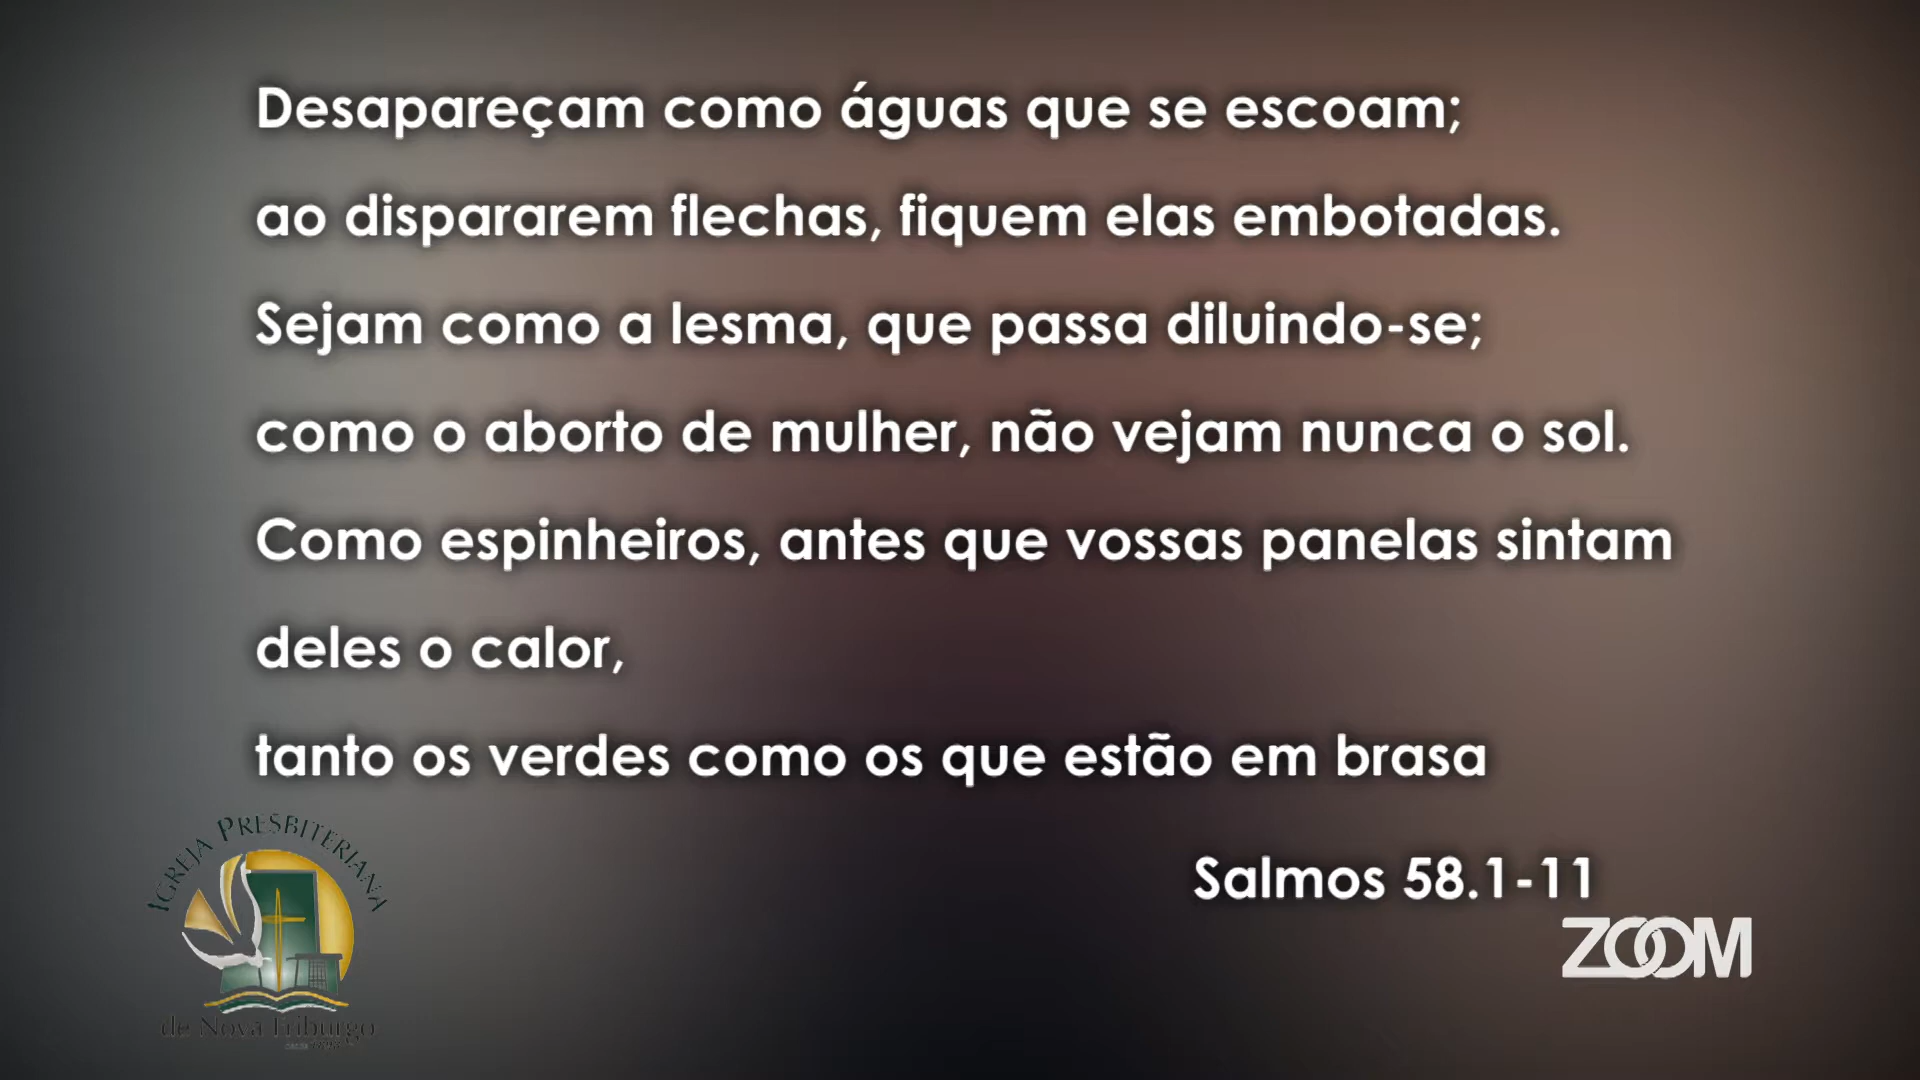 Desapareçam como águas que se escoam;
ao dispararem flechas, fiquem elas embotadas.
Sejam como a lesma, que passa diluindo-se;
como o aborto de mulher, não vejam nunca o sol.
Como espinheiros, antes que vossas panelas sintam
deles o calor,
tanto os verdes como os que estão em brasa
Salmos 58.1-11
IGREJA PRESBITERIANA
de Nova Friburgo
ZOOM